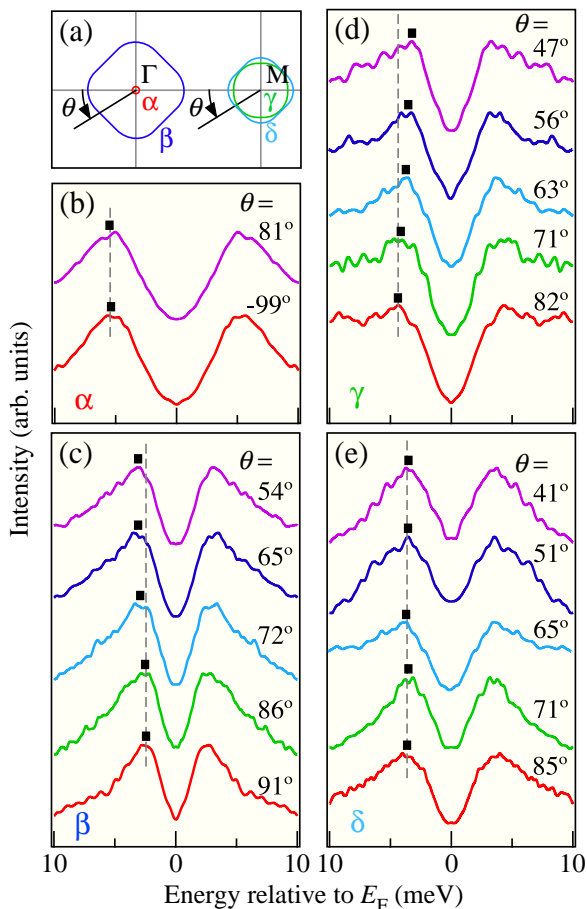 (a)
Γ
M
θ
α
β
θ
γ
δ
(b)
θ =
81°
-99°
α
(c)
θ =
54°
65°
72°
86°
91°
β
(d)
θ =
47°
56°
63°
71°
82°
γ
(e)
θ =
41°
51°
65°
71°
85°
δ
Intensity (arb. units)
10 0 10 10 0 10
Energy relative to E_F (meV)